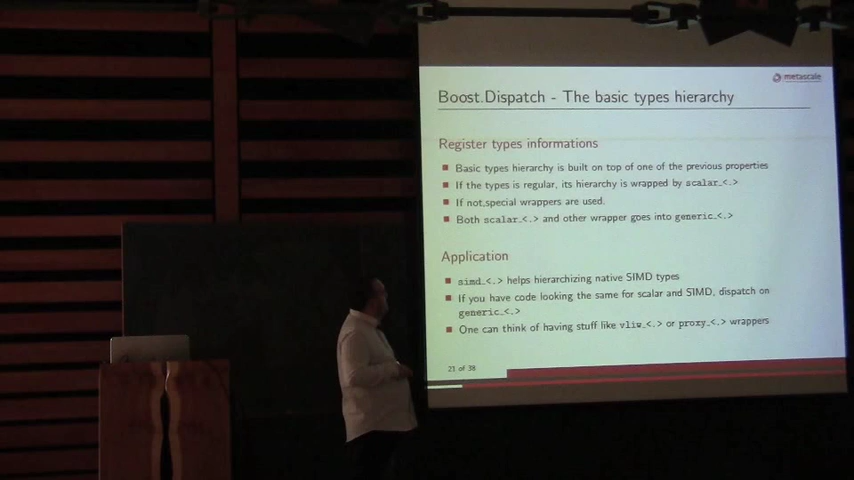 metascale
Boost.Dispatch - The basic types hierarchy
Register types informations
Basic types hierarchy is built on top of one of the previous properties
If the types is regular, its hierarchy is wrapped by scalar_<.>
If not,special wrappers are used.
Both scalar_<.> and other wrapper goes into generic_<.>
Application
simd_<.> helps hierarchizing native SIMD types
If you have code looking the same for scalar and SIMD, dispatch on
generic_<.>
One can think of having stuff like vliw_<.> or proxy_<.> wrappers
21 of 38